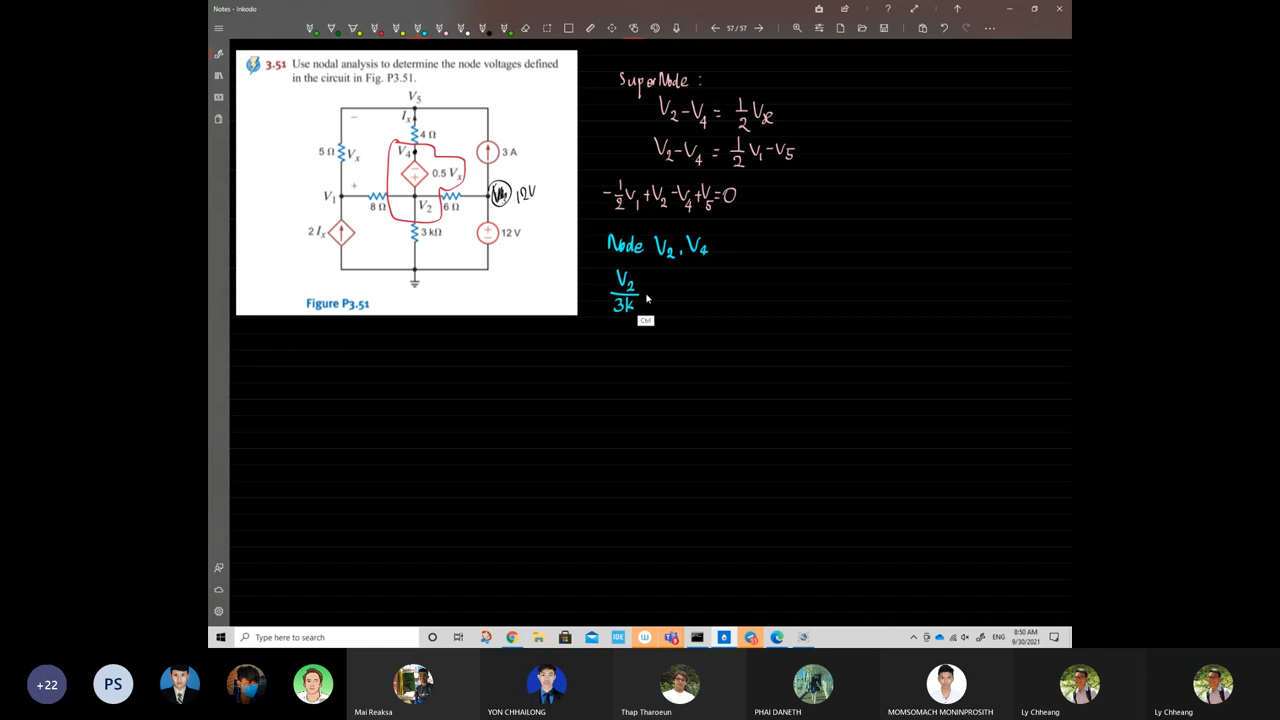 Notes - Inkodo
57 / 57
3.51 Use nodal analysis to determine the node voltages defined
in the circuit in Fig. P3.51.
V5
Ix
4 Ω
5 Ω
Vx
V4
3 A
0.5 Vx
V1
8 Ω
V2
6 Ω
12V
2 Ix
3 kΩ
12 V
Figure P3.51
SuperNode :
V2 - V4 = 1/2 Vx
V2 - V4 = 1/2 V1 - V5
-1/2 V1 + V2 - V4 + V5 = 0
Node V2, V4
V2/3k
Ctrl
Type here to search
IDE
ENG
8:50 AM
9/30/2021
+22
PS
Mai Reaksa
YON CHHAILONG
Thap Tharoeun
PHAI DANETH
MOMSOMACH MONINPROSITH
Ly Chheang
Ly Chheang